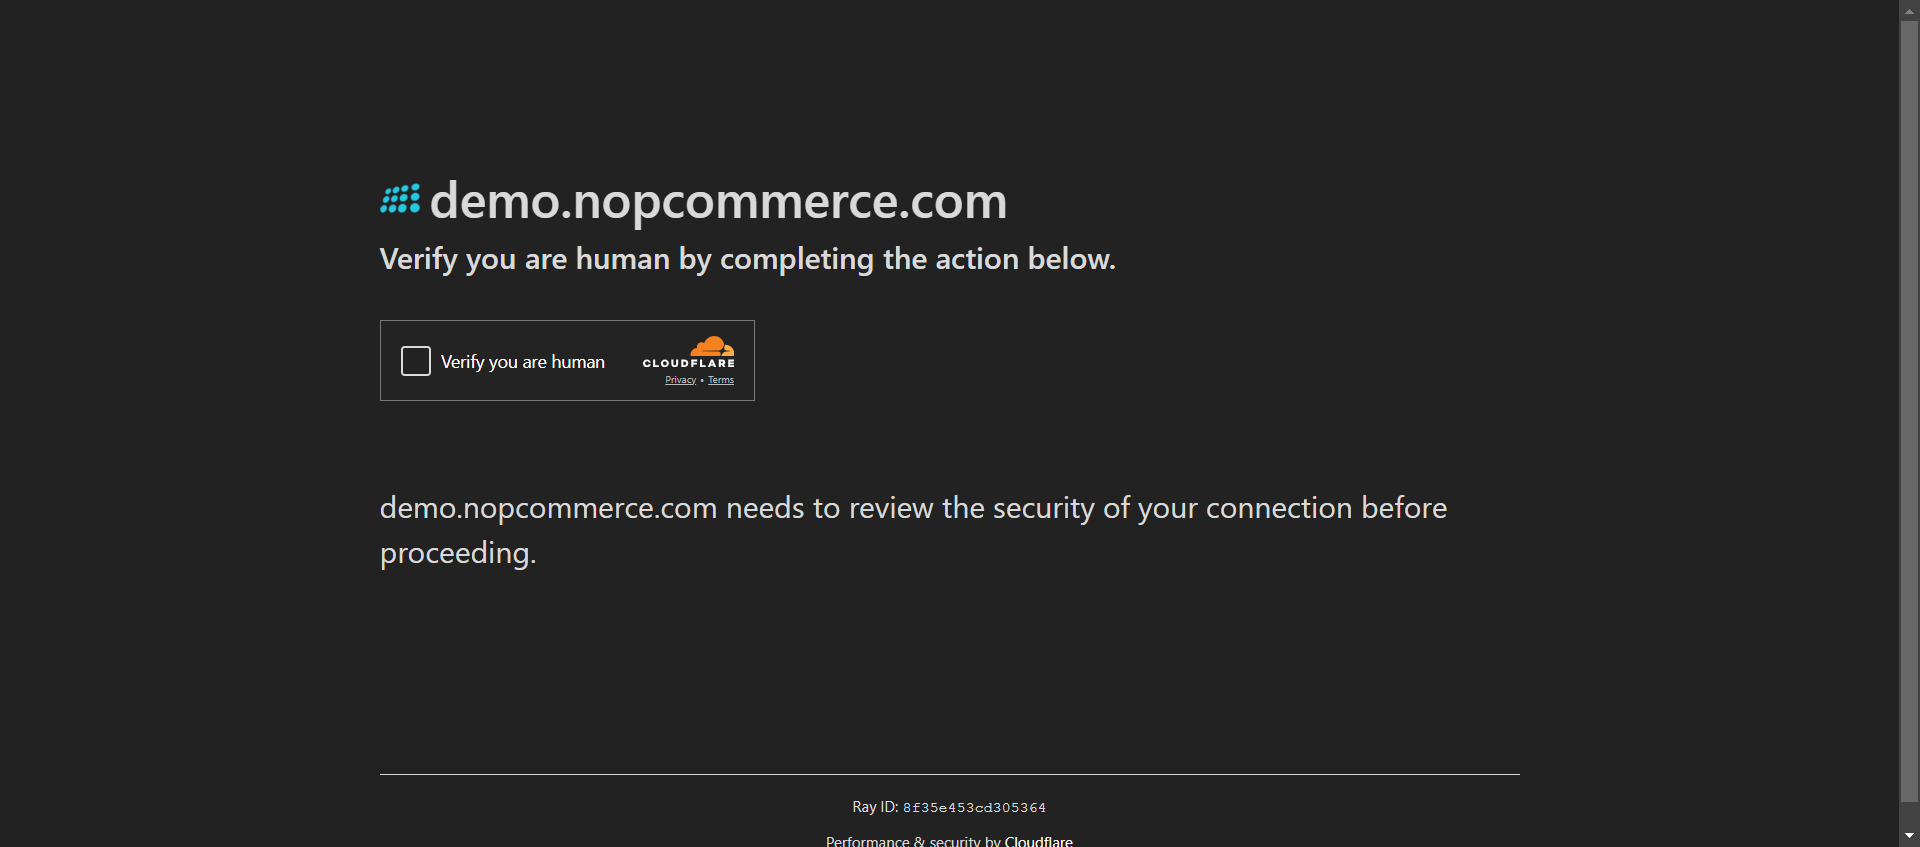 demo.nopcommerce.com
Verify you are human by completing the action below.
Verify you are human
CLOUDFLARE
Privacy • Terms
demo.nopcommerce.com needs to review the security of your connection before
proceeding.
Ray ID: 8f35e453cd305364
Performance & security by Cloudflare